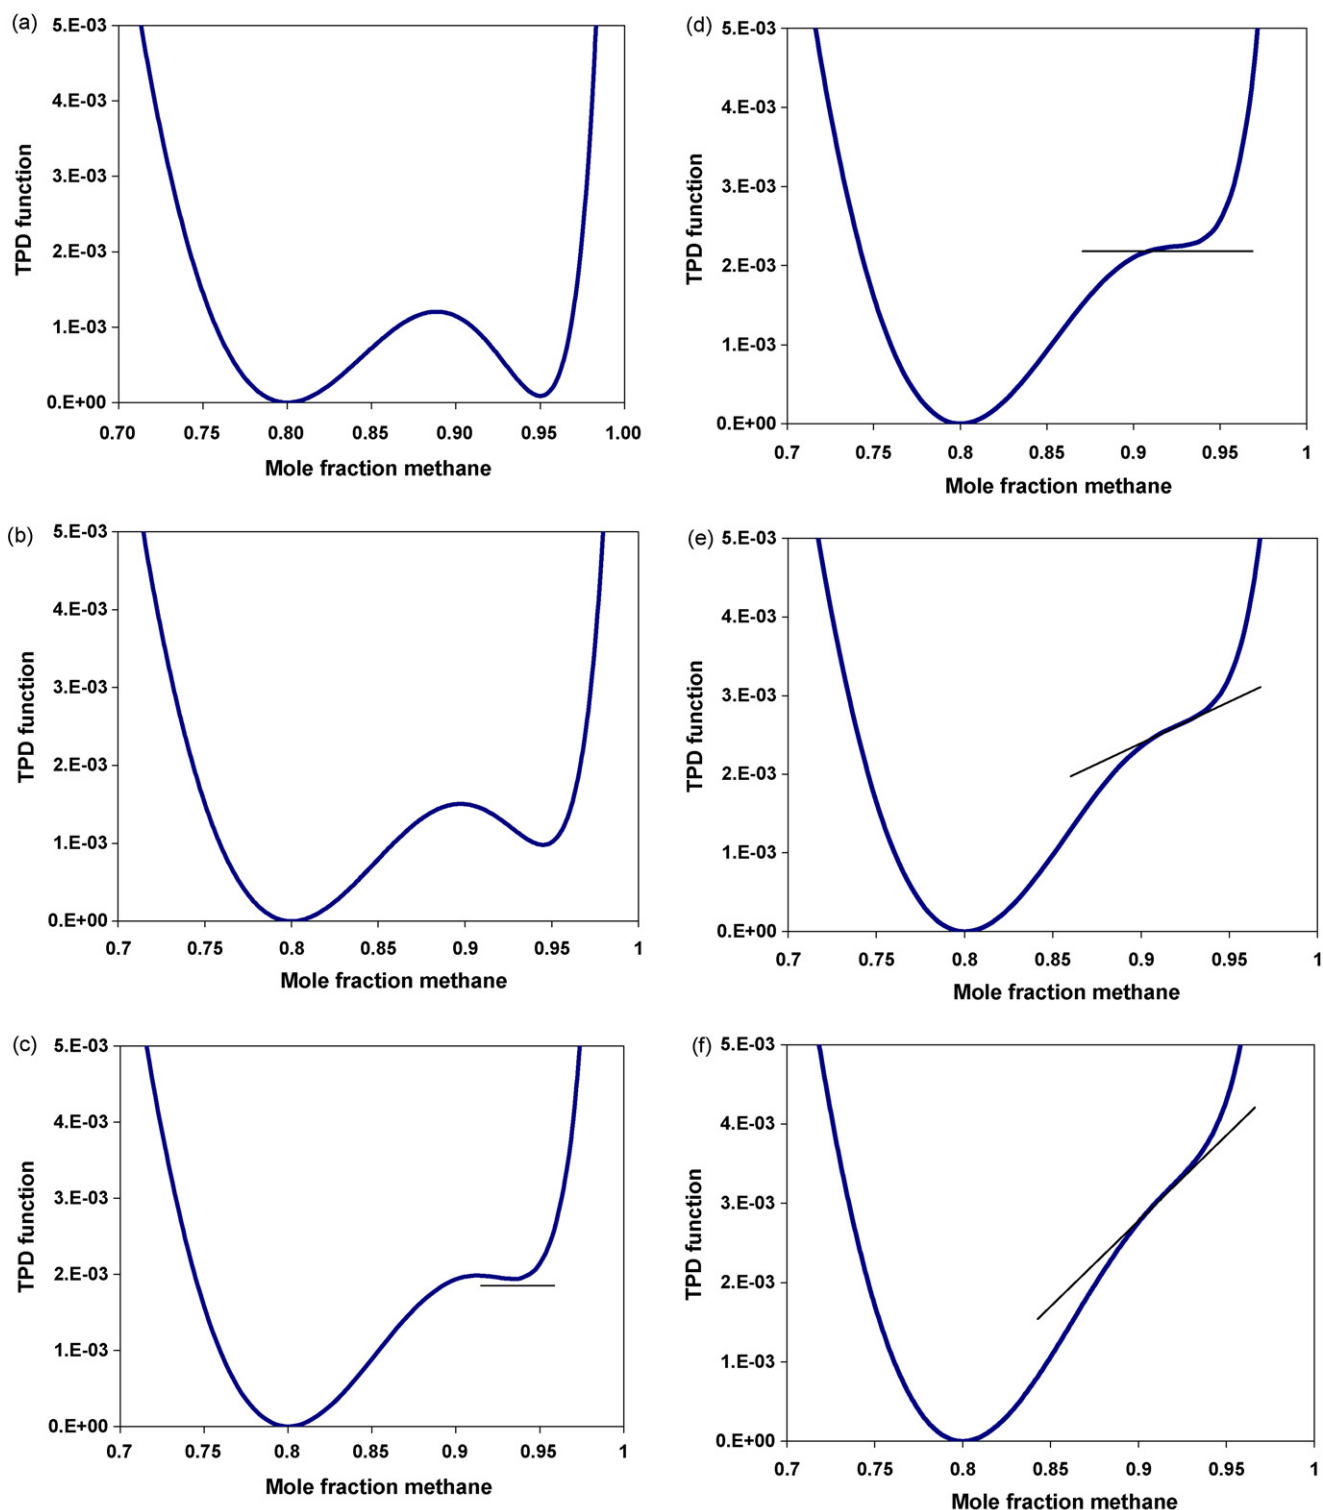 (a)
5.E-03
4.E-03
3.E-03
2.E-03
1.E-03
0.E+00
TPD function
0.70 0.75 0.80 0.85 0.90 0.95 1.00
Mole fraction methane
(b)
5.E-03
4.E-03
3.E-03
2.E-03
1.E-03
0.E+00
TPD function
0.7 0.75 0.8 0.85 0.9 0.95 1
Mole fraction methane
(c)
5.E-03
4.E-03
3.E-03
2.E-03
1.E-03
0.E+00
TPD function
0.7 0.75 0.8 0.85 0.9 0.95 1
Mole fraction methane
(d)
5.E-03
4.E-03
3.E-03
2.E-03
1.E-03
0.E+00
TPD function
0.7 0.75 0.8 0.85 0.9 0.95 1
Mole fraction methane
(e)
5.E-03
4.E-03
3.E-03
2.E-03
1.E-03
0.E+00
TPD function
0.7 0.75 0.8 0.85 0.9 0.95 1
Mole fraction methane
(f)
5.E-03
4.E-03
3.E-03
2.E-03
1.E-03
0.E+00
TPD function
0.7 0.75 0.8 0.85 0.9 0.95 1
Mole fraction methane